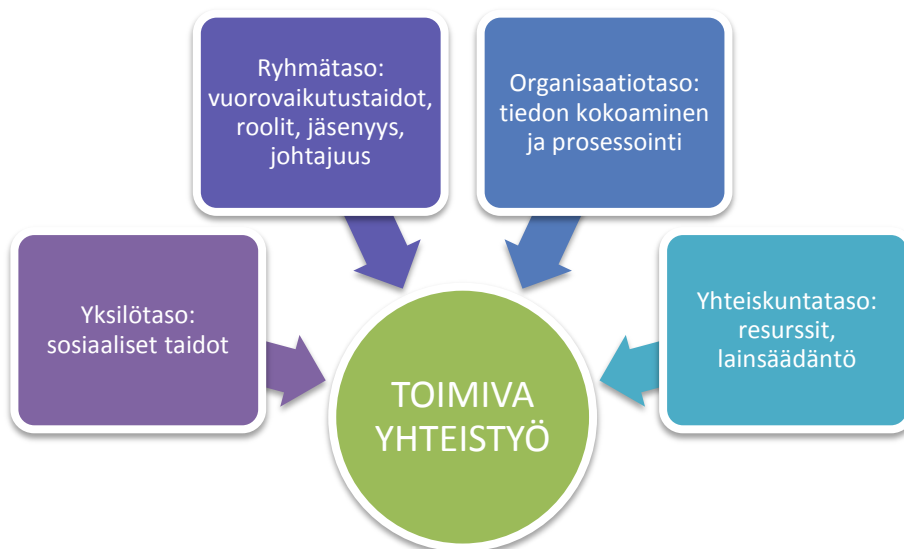 Ryhmätaso:
vuorovaikutustaidot,
roolit, jäsenyys,
johtajuus
Organisaatiotaso:
tiedon kokoaminen
ja prosessointi
Yksilötaso:
sosiaaliset taidot
Yhteiskuntataso:
resurssit,
lainsäädäntö
TOIMIVA
YHTEISTYÖ